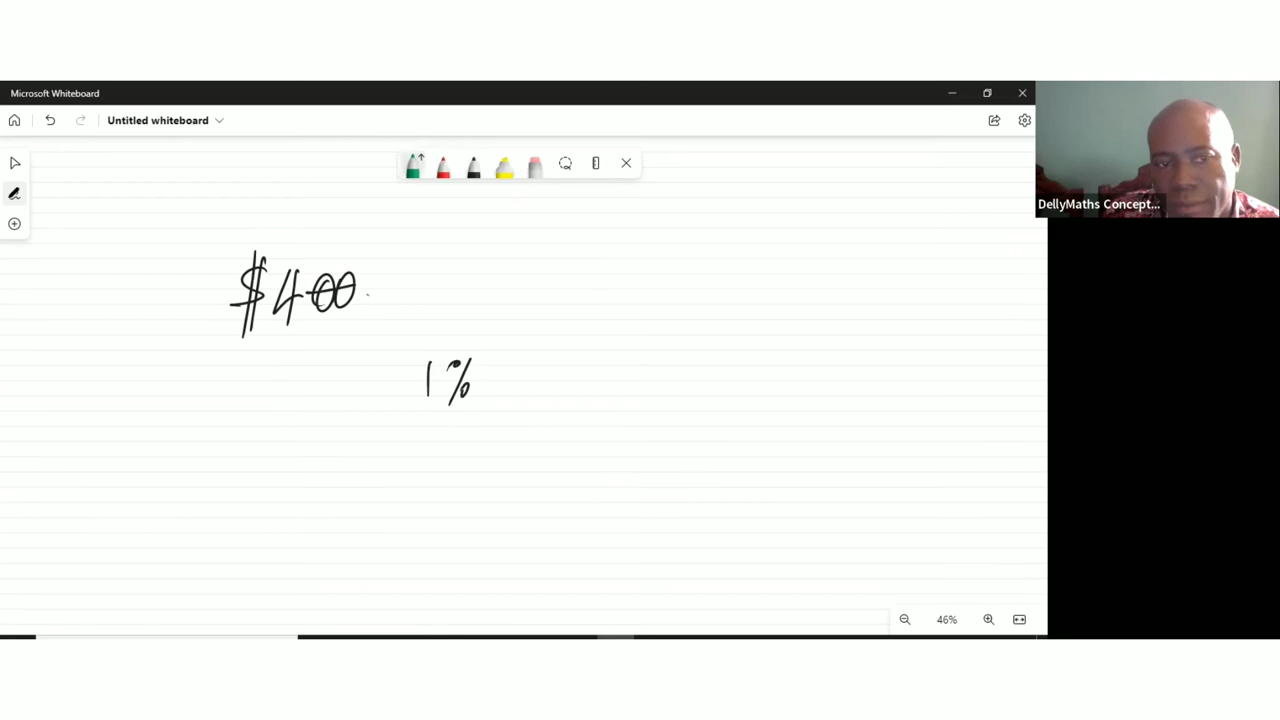 Microsoft Whiteboard
Untitled whiteboard
DellyMaths Concept...
$400
1%
46%